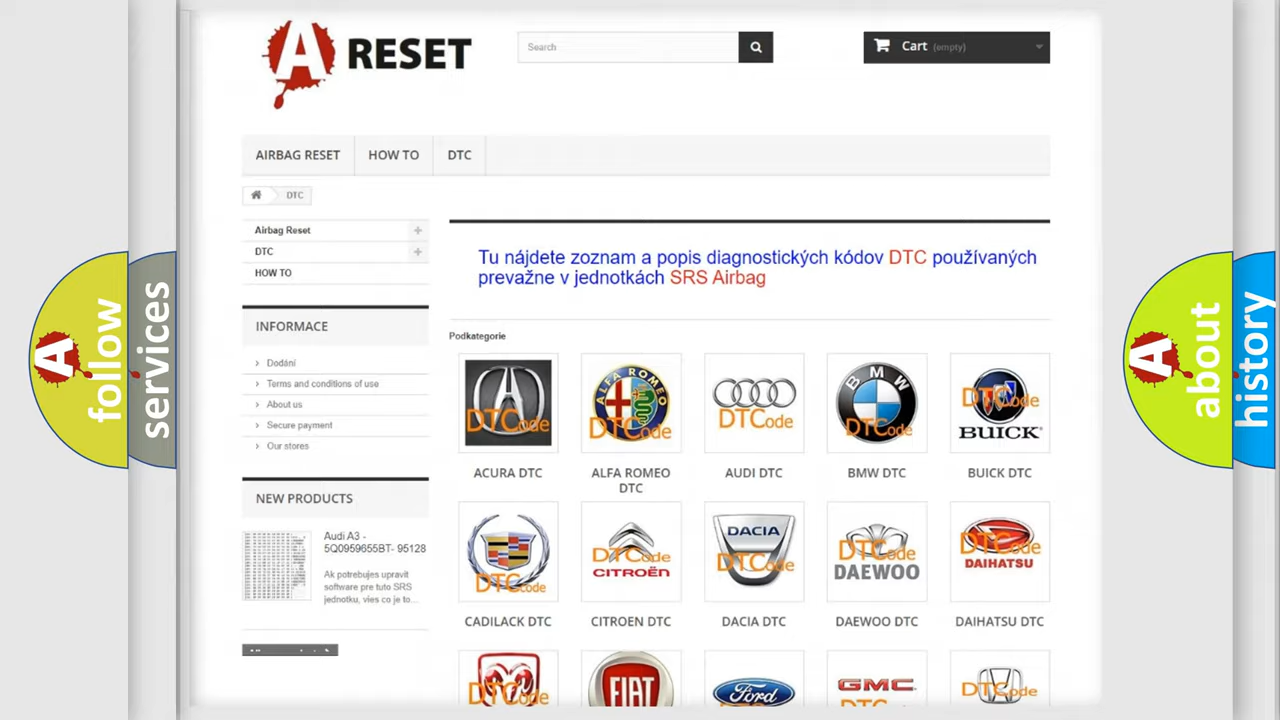 A RESET
Search
Cart (empty)
AIRBAG RESET
HOW TO
DTC
DTC
Airbag Reset
DTC
HOW TO
Tu nájdete zoznam a popis diagnostických kódov DTC používaných
prevažne v jednotkách SRS Airbag
INFORMACE
Dodání
Terms and conditions of use
About us
Secure payment
Our stores
Podkategorie
DTCode
ALFA ROMEO
DTCode
DTCode
BMW
DTCode
DTCode
BUICK
ACURA DTC
ALFA ROMEO
DTC
AUDI DTC
BMW DTC
BUICK DTC
NEW PRODUCTS
Audi A3 -
5Q0959655BT- 95128
Ak potrebujes upravit
software pre tuto SRS
jednotku, vies co je to...
DTCode
DTCode
CITROËN
DACIA
DTCode
DTCode
DAEWOO
DTCode
DAIHATSU
CADILACK DTC
CITROEN DTC
DACIA DTC
DAEWOO DTC
DAIHATSU DTC
DTCode
FIAT
Ford
GMC
DTCode
A follow
services
A about
history